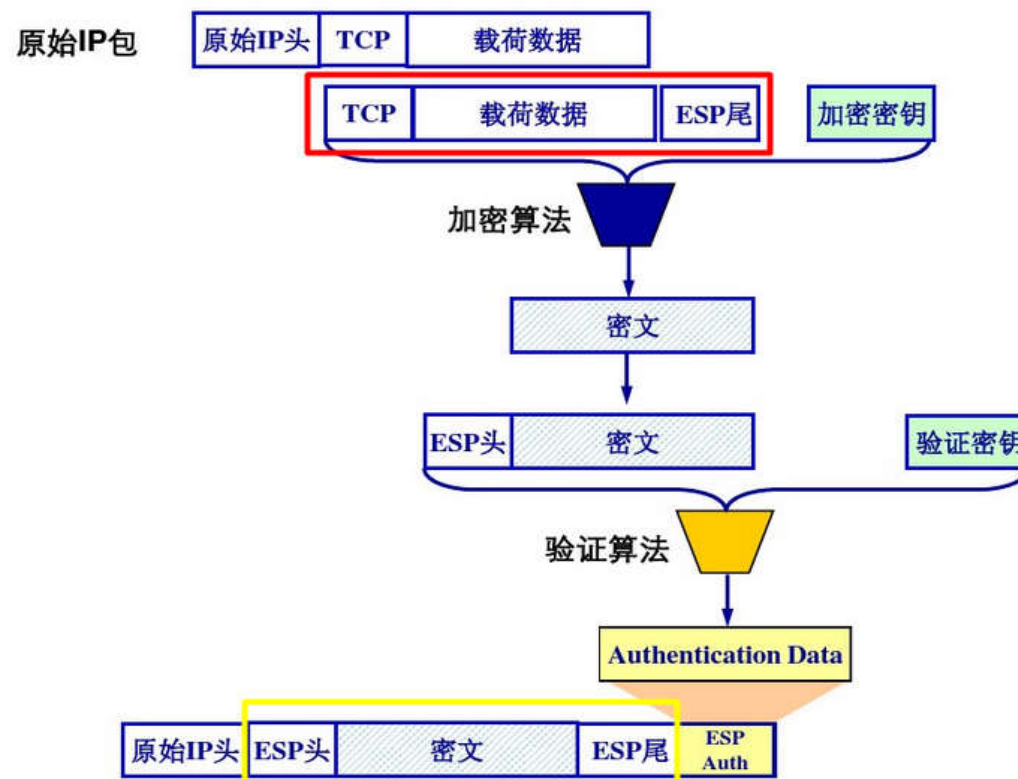 原始IP包 原始IP头 TCP 载荷数据
TCP 载荷数据 ESP尾 加密密钥
加密算法
密文
ESP头 密文 验证密钥
验证算法
Authentication Data
原始IP头 ESP头 密文 ESP尾 ESP
Auth